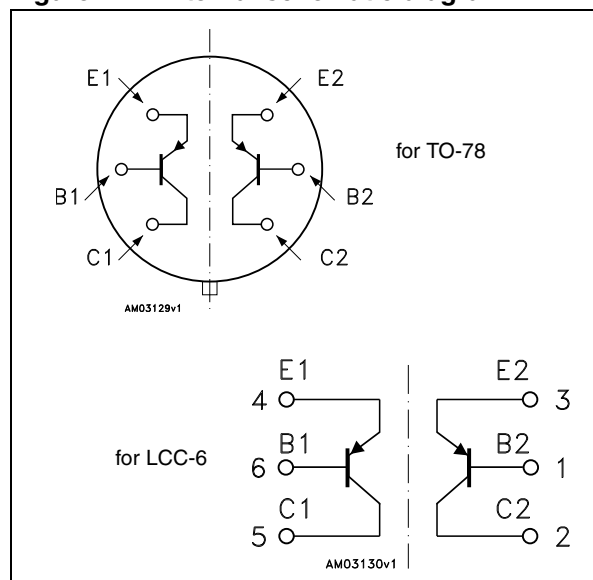 E1 E2
for TO-78
B1 B2
C1 C2
AM03129v1
E1 E2
4 3
B1 B2
for LCC-6
6 1
C1 C2
5 2
AM03130v1